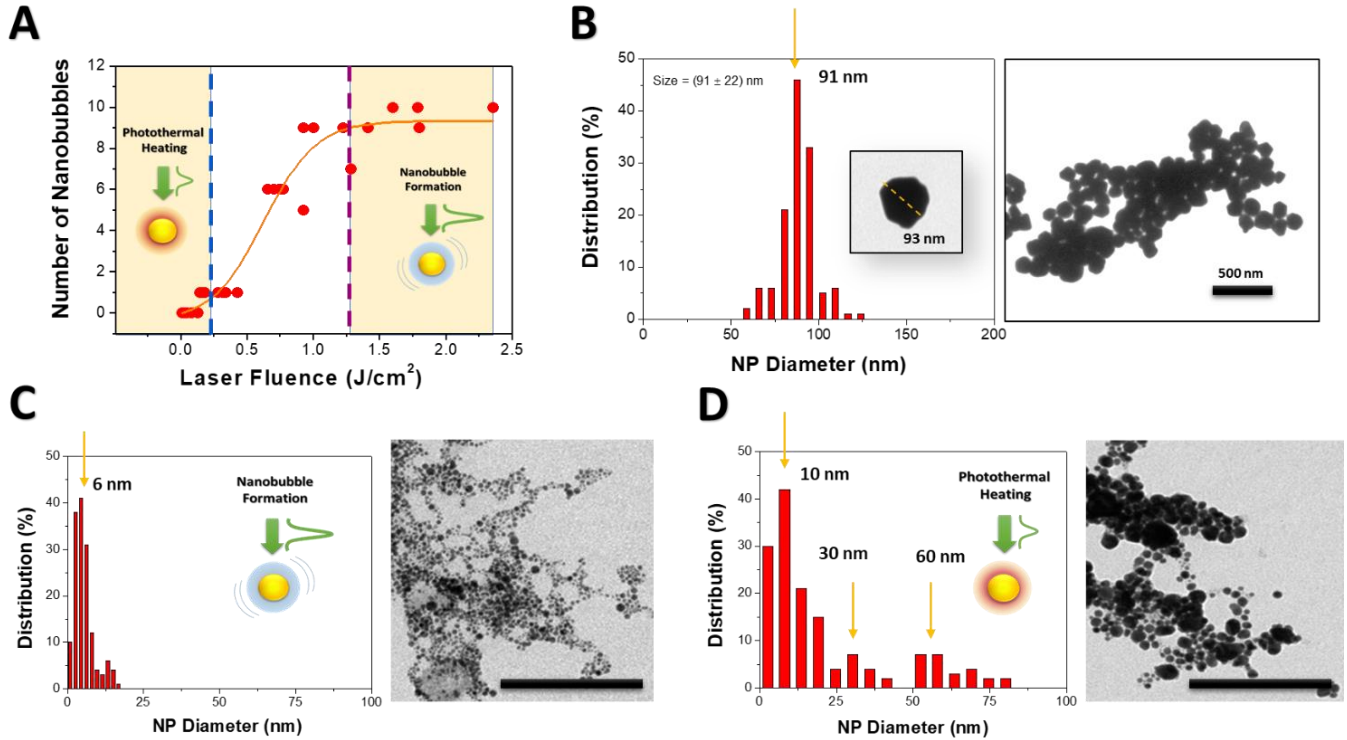 A
Number of Nanobubbles
12
10
8
6
4
2
0
Photothermal
Heating
Nanobubble
Formation
0.0 0.5 1.0 1.5 2.0 2.5
Laser Fluence (J/cm²)
B
Distribution (%)
50
40
30
20
10
0
Size = (91 ± 22) nm
91 nm
93 nm
0 50 100 150 200
NP Diameter (nm)
500 nm
C
Distribution (%)
50
40
30
20
10
0
6 nm
Nanobubble
Formation
0 25 50 75 100
NP Diameter (nm)
D
Distribution (%)
50
40
30
20
10
0
10 nm
30 nm
60 nm
Photothermal
Heating
0 25 50 75 100
NP Diameter (nm)